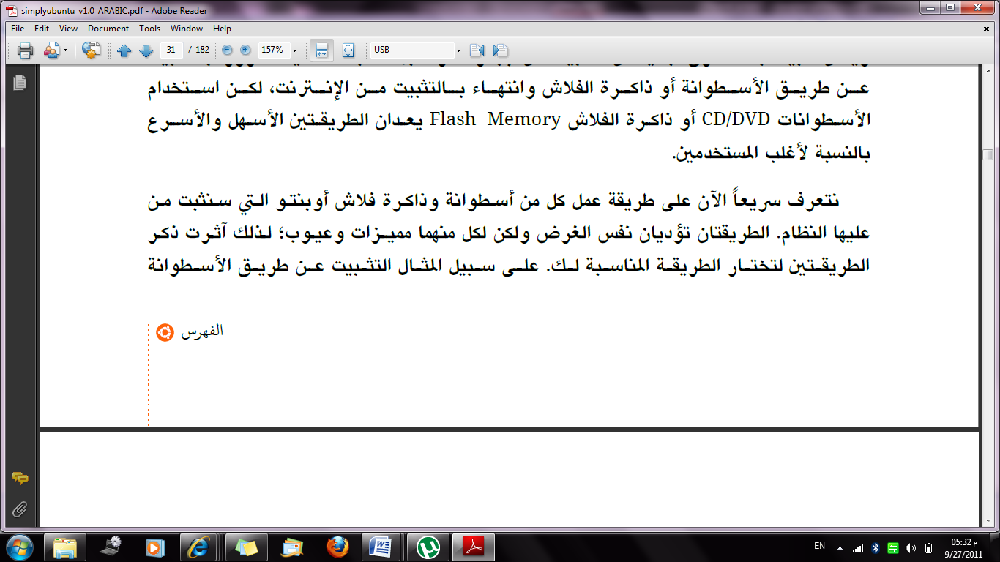 simplyubuntu_v1.0_ARABIC.pdf - Adobe Reader
File Edit View Document Tools Window Help
31 / 182 157% USB
عن طريق الأسطوانة أو ذاكرة الفلاش وانتهاء بالتثبيت من الإنترنت، لكن استخدام
الأسطوانات CD/DVD أو ذاكرة الفلاش Flash Memory يعدان الطريقتين الأسهل والأسرع
بالنسبة لأغلب المستخدمين.
نتعرف سريعاً الآن على طريقة عمل كل من أسطوانة وذاكرة فلاش أوبنتو التي سنثبت من
عليها النظام. الطريقتان تؤديان نفس الغرض ولكن لكل منهما مميزات وعيوب؛ لذلك آثرت ذكر
الطريقتين لتختار الطريقة المناسبة لك. على سبيل المثال التثبيت عن طريق الأسطوانة
الفهرس
EN
05:32 م
9/27/2011